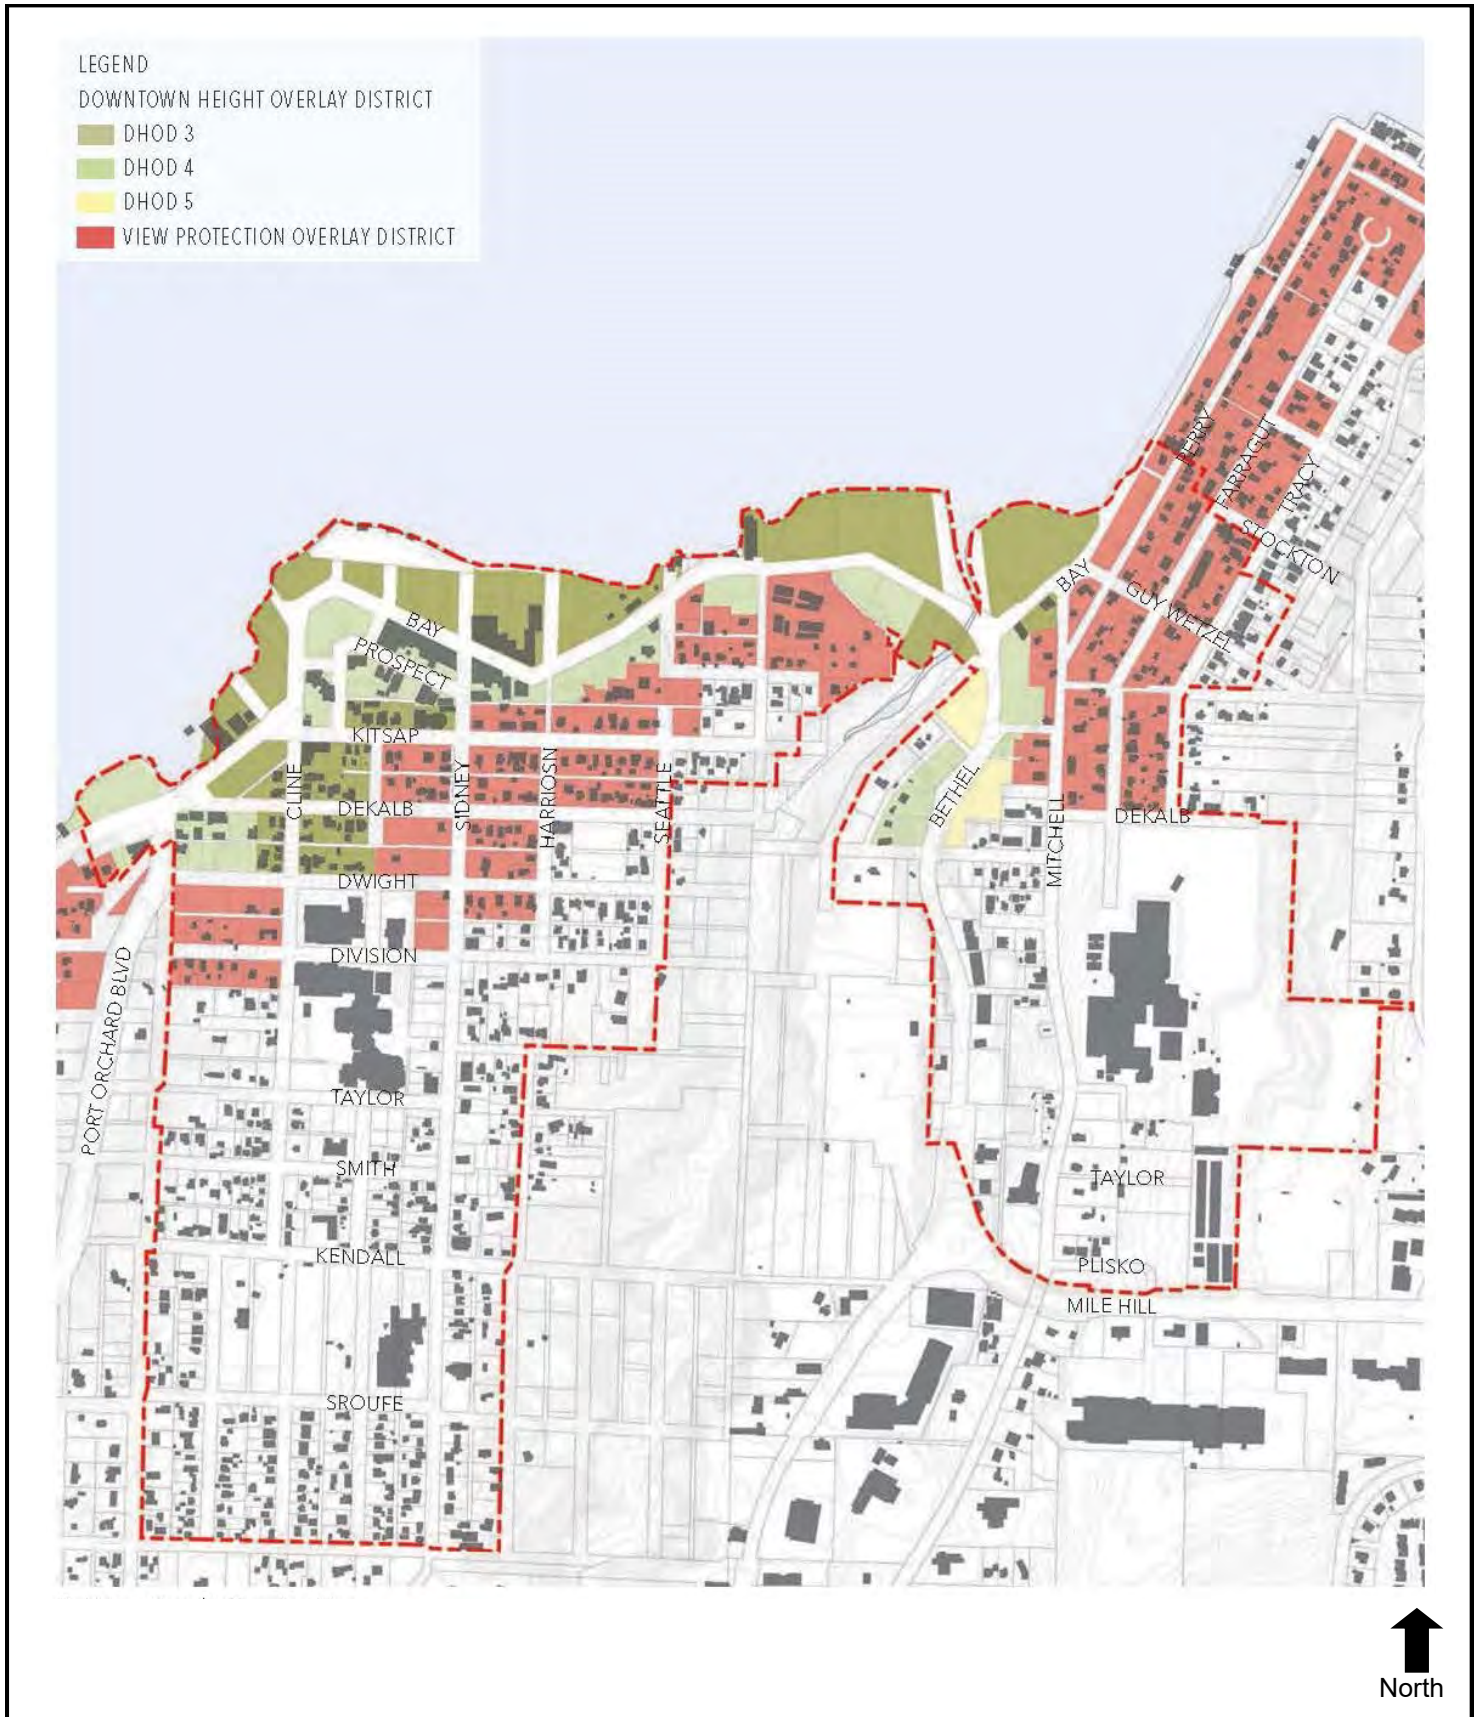 LEGEND
DOWNTOWN HEIGHT OVERLAY DISTRICT
DHOD 3
DHOD 4
DHOD 5
VIEW PROTECTION OVERLAY DISTRICT
PERRY
FARRAGUT
TRACY
STOCKTON
BAY
GUY WETZEL
BAY
PROSPECT
KITSAP
CLINE
SIDNEY
HARRIOSN
SEATTLE
BETHEL
DEKALB
DEKALB
MITCHELL
DWIGHT
DIVISION
PORT ORCHARD BLVD
TAYLOR
SMITH
TAYLOR
KENDALL
PLISKO
MILE HILL
SROUFE
North